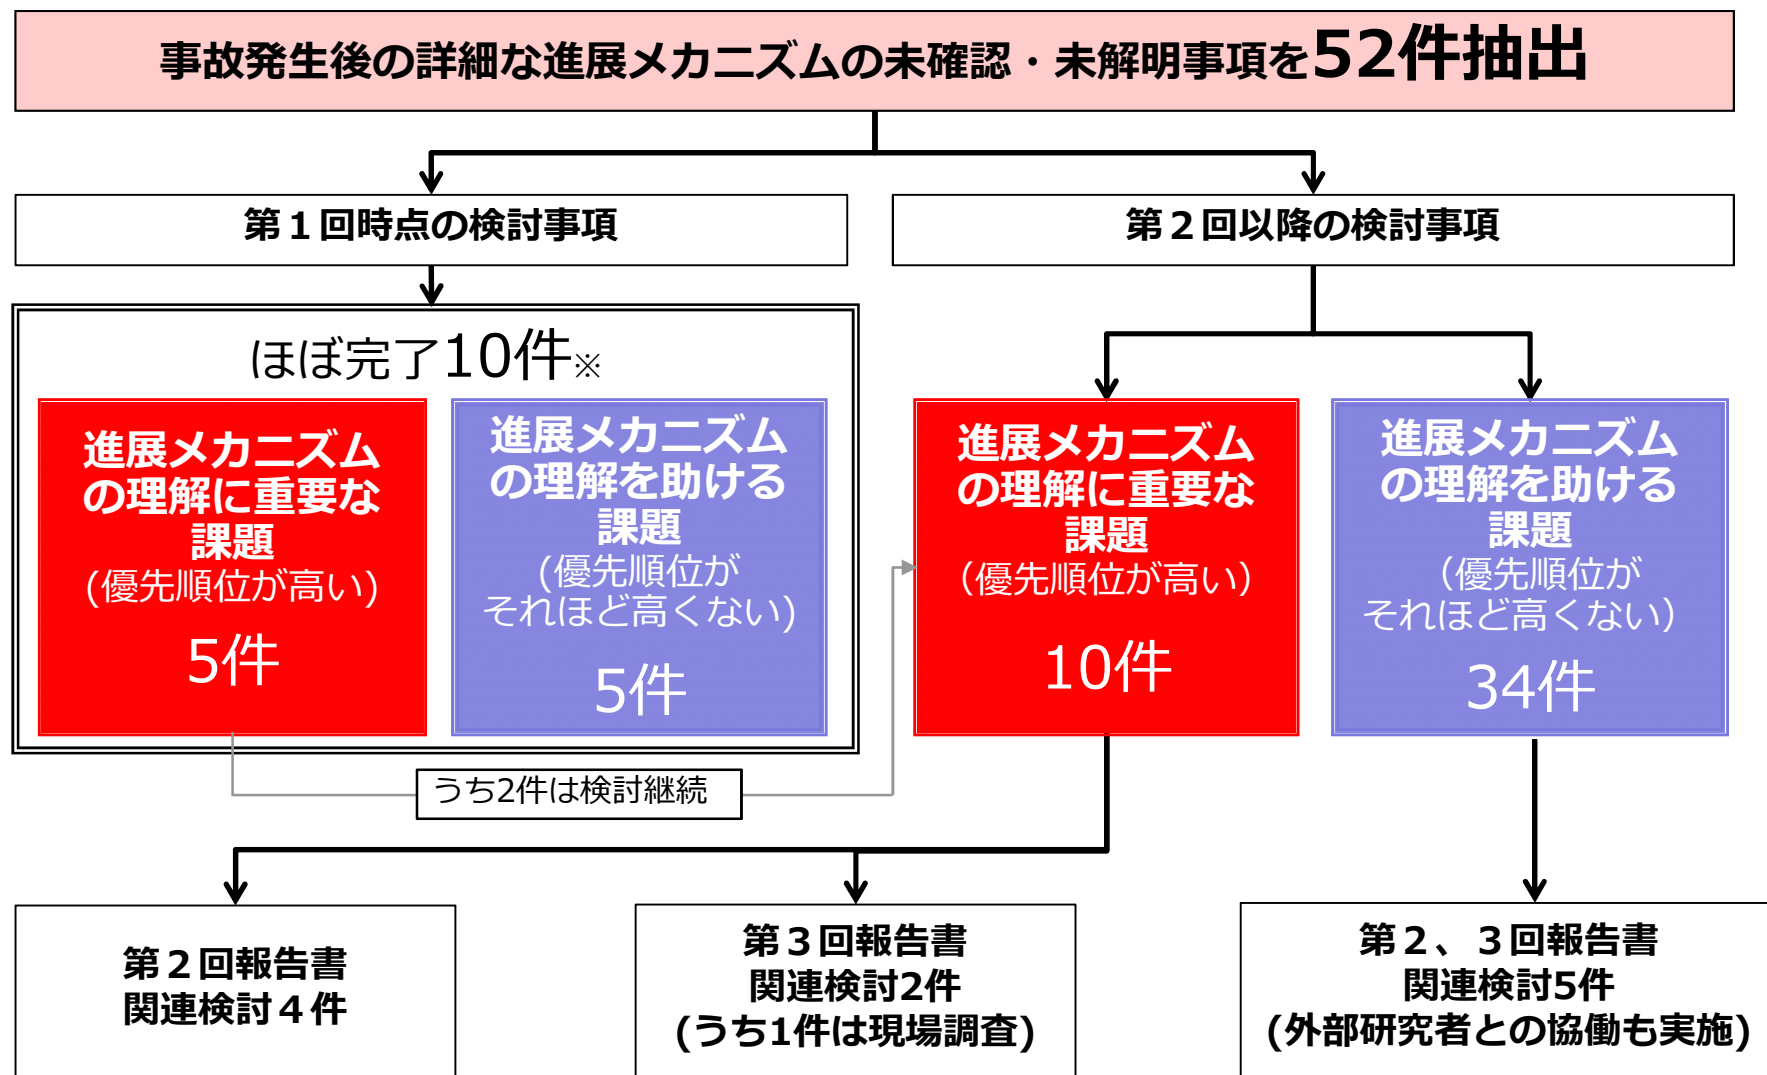 事故発生後の詳細な進展メカニズムの未確認・未解明事項を52件抽出
第１回時点の検討事項
第２回以降の検討事項
ほぼ完了10件※
進展メカニズム
の理解に重要な
課題
(優先順位が高い)
5件
進展メカニズム
の理解を助ける
課題
(優先順位が
それほど高くない)
5件
進展メカニズム
の理解に重要な
課題
（優先順位が高い）
10件
進展メカニズム
の理解を助ける
課題
（優先順位が
それほど高くない）
34件
うち2件は検討継続
第２回報告書
関連検討４件
第３回報告書
関連検討2件
(うち1件は現場調査)
第２、３回報告書
関連検討5件
(外部研究者との協働も実施)